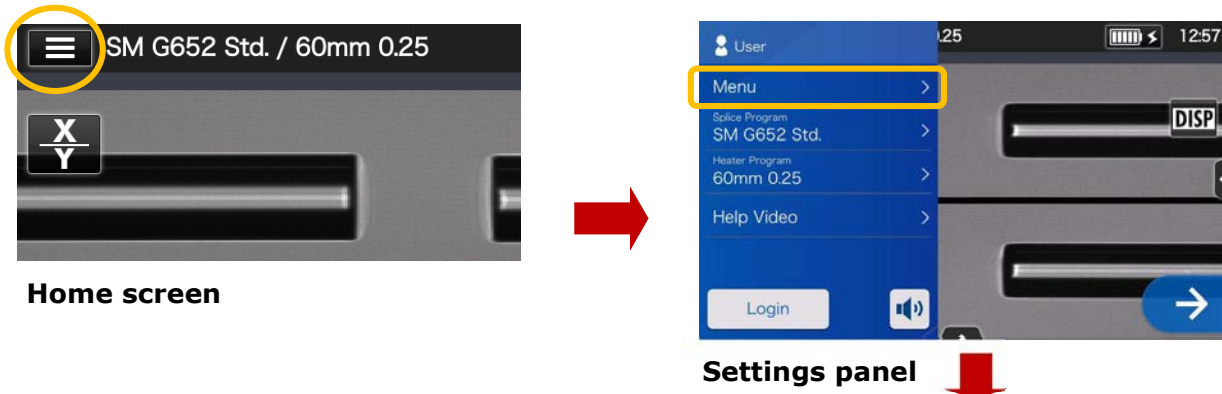 SM G652 Std. / 60mm 0.25
X
Y
Home screen
User
.25
12:57
Menu
Splice Program
SM G652 Std.
Heater Program
60mm 0.25
Help Video
Login
DISP
Settings panel